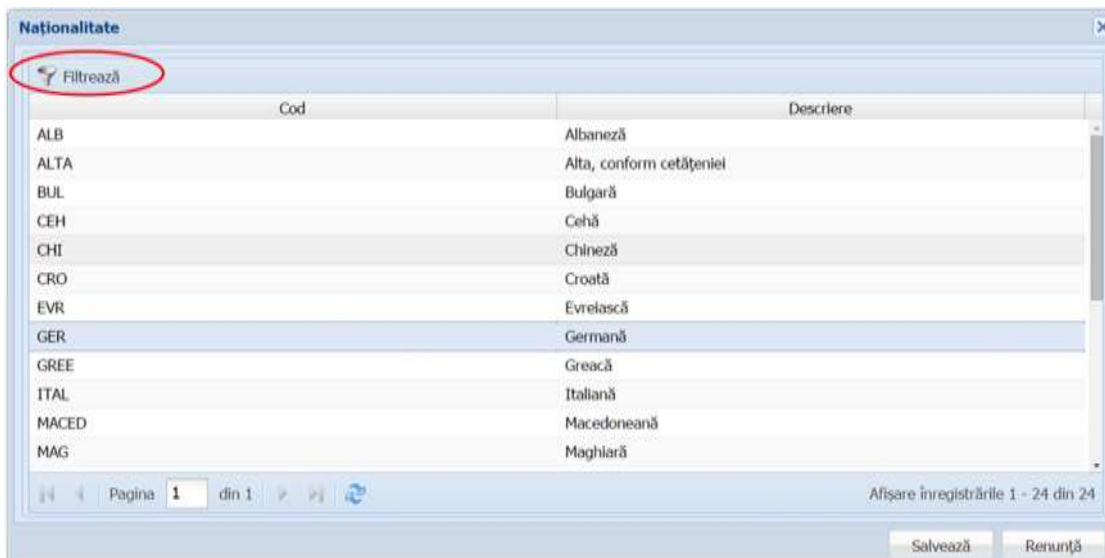 Naționalitate
Filtrează
Cod Descriere
ALB Albaneză
ALTA Alta, conform cetățeniei
BUL Bulgară
CEH Cehă
CHI Chineză
CRO Croată
EVR Evreiască
GER Germană
GREE Greacă
ITAL Italiană
MACED Macedoneană
MAG Maghiară
Pagina 1 din 1 Afișare înregistrările 1 - 24 din 24
Salvează Renunță